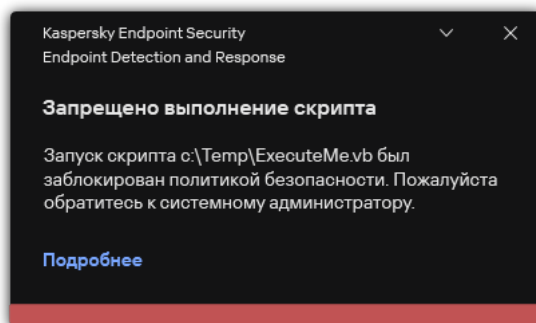 Kaspersky Endpoint Security
Endpoint Detection and Response
Запрещено выполнение скрипта
Запуск скрипта c:\Temp\ExecuteMe.vb был
заблокирован политикой безопасности. Пожалуйста
обратитесь к системному администратору.
Подробнее